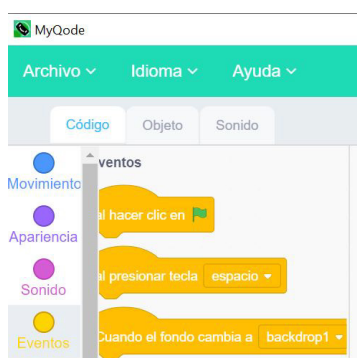 MyQode
Archivo Idioma Ayuda
Código Objeto Sonido
Movimiento
Apariencia
Sonido
Eventos
ventos
al hacer clic en
al presionar tecla espacio
Cuando el fondo cambia a backdrop1